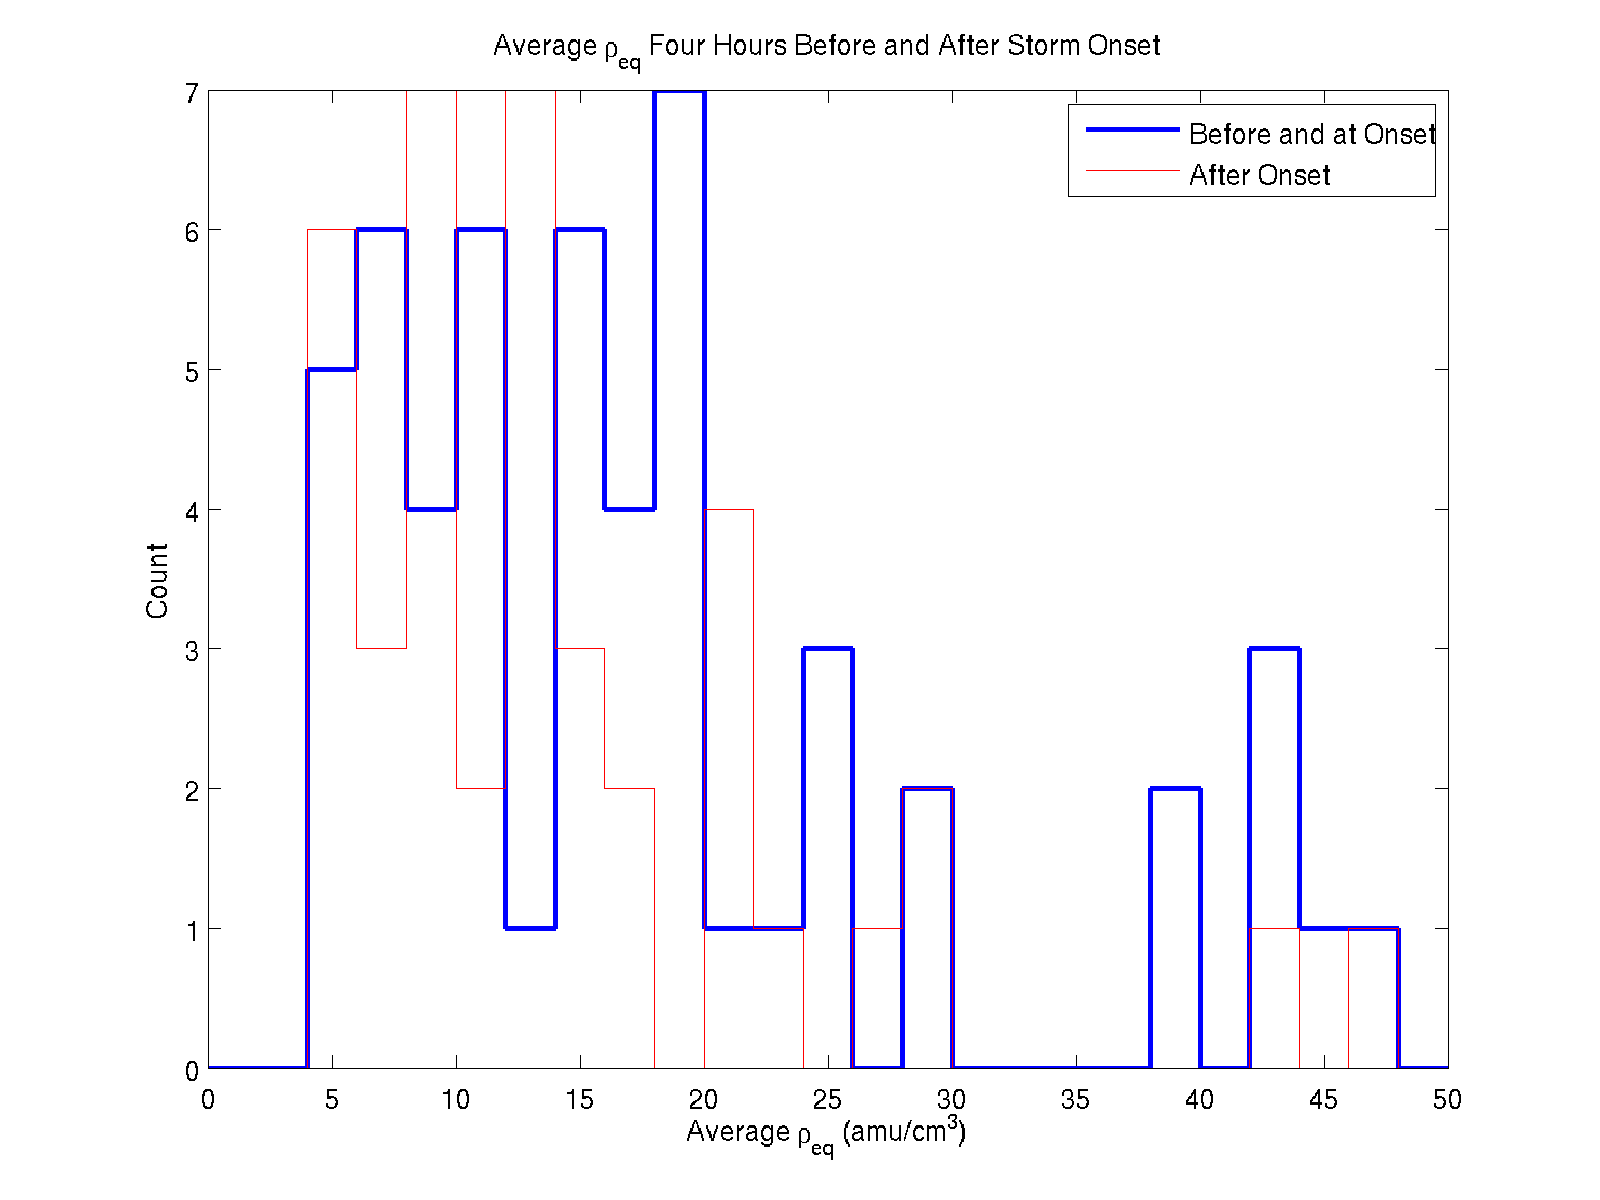 Average ρeq Four Hours Before and After Storm Onset
7
6
5
4
3
2
1
0
Count
Before and at Onset
After Onset
0 5 10 15 20 25 30 35 40 45 50
Average ρeq (amu/cm³)